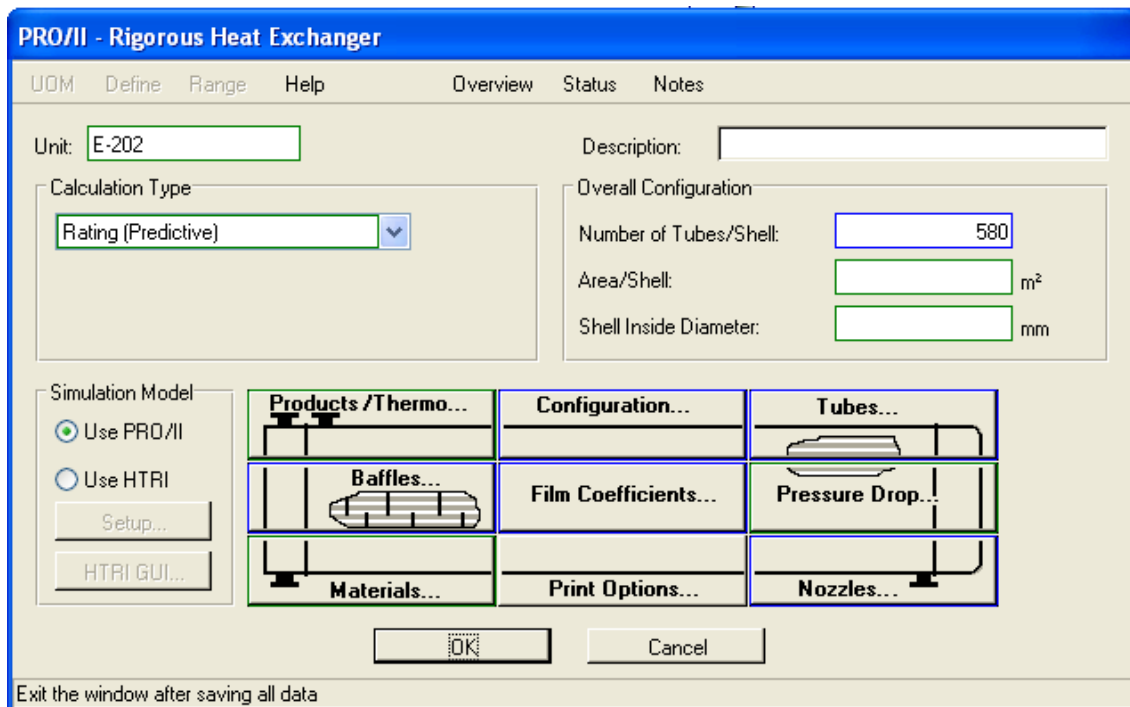 PRO/II - Rigorous Heat Exchanger
UOM Define Range Help Overview Status Notes
Unit: E-202 Description:
Calculation Type
Rating (Predictive)
Overall Configuration
Number of Tubes/Shell: 580
Area/Shell: m²
Shell Inside Diameter: mm
Simulation Model
Use PRO/II
Use HTRI
Setup...
HTRI GUI...
Products /Thermo... Configuration... Tubes...
Baffles... Film Coefficients... Pressure Drop...
Materials... Print Options... Nozzles...
OK Cancel
Exit the window after saving all data